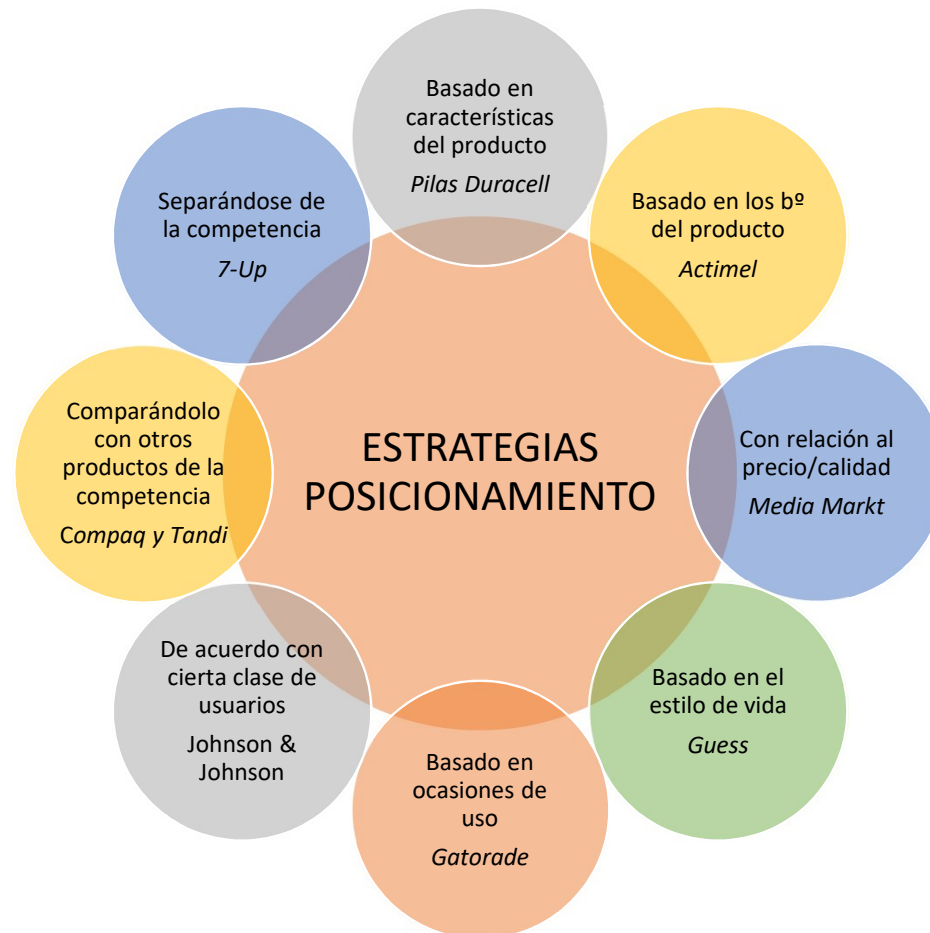 Basado en
características
del producto
Pilas Duracell
Basado en los bº
del producto
Actimel
Con relación al
precio/calidad
Media Markt
Basado en el
estilo de vida
Guess
Basado en
ocasiones de
uso
Gatorade
De acuerdo con
cierta clase de
usuarios
Johnson &
Johnson
Comparándolo
con otros
productos de la
competencia
Compaq y Tandi
Separándose de
la competencia
7-Up
ESTRATEGIAS
POSICIONAMIENTO